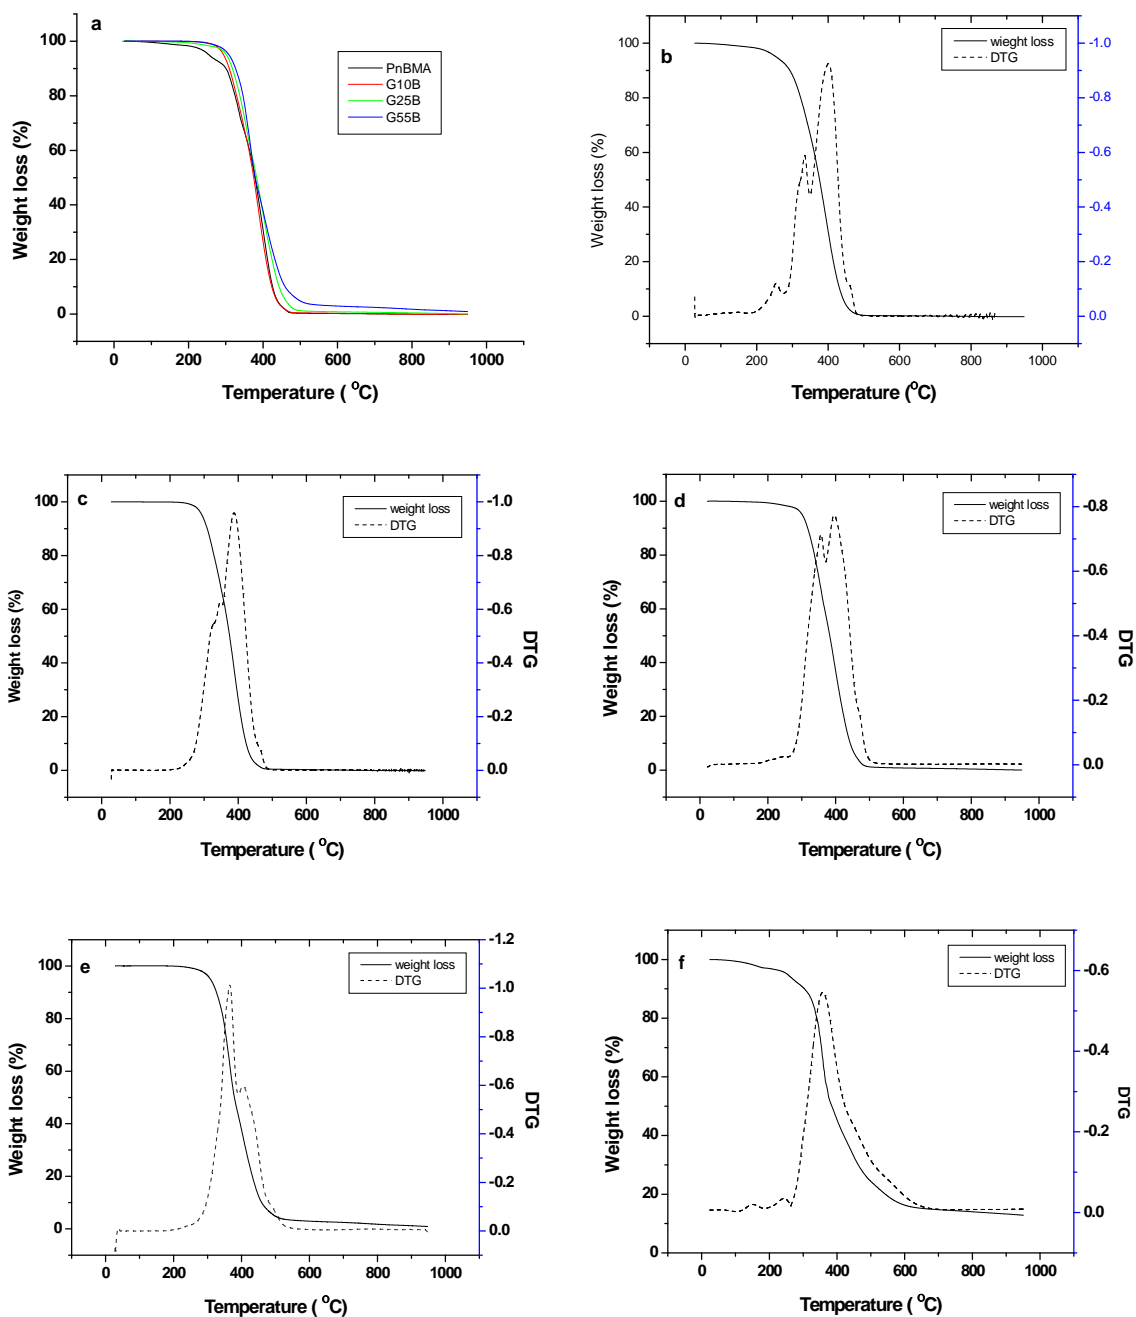 a
100
80
60
40
20
0
Weight loss (%)
PnBMA
G10B
G25B
G55B
0 200 400 600 800 1000
Temperature ( °C)
b
100
80
60
40
20
0
Weight loss (%)
wieght loss
DTG
-1.0
-0.8
-0.6
-0.4
-0.2
0.0
0 200 400 600 800 1000
Temperature (°C)
c
100
80
60
40
20
0
Weight loss (%)
weight loss
DTG
-1.0
-0.8
-0.6
-0.4
-0.2
0.0
DTG
0 200 400 600 800 1000
Temperature ( °C)
d
100
80
60
40
20
0
Weight loss (%)
weight loss
DTG
-0.8
-0.6
-0.4
-0.2
0.0
DTG
0 200 400 600 800 1000
Temperature ( °C)
e
100
80
60
40
20
0
Weight loss (%)
weight loss
DTG
-1.2
-1.0
-0.8
-0.6
-0.4
-0.2
0.0
DTG
0 200 400 600 800 1000
Temperature ( °C)
f
100
80
60
40
20
0
Weight loss (%)
weight loss
DTG
-0.6
-0.4
-0.2
0.0
DTG
0 200 400 600 800 1000
Temperature ( °C)